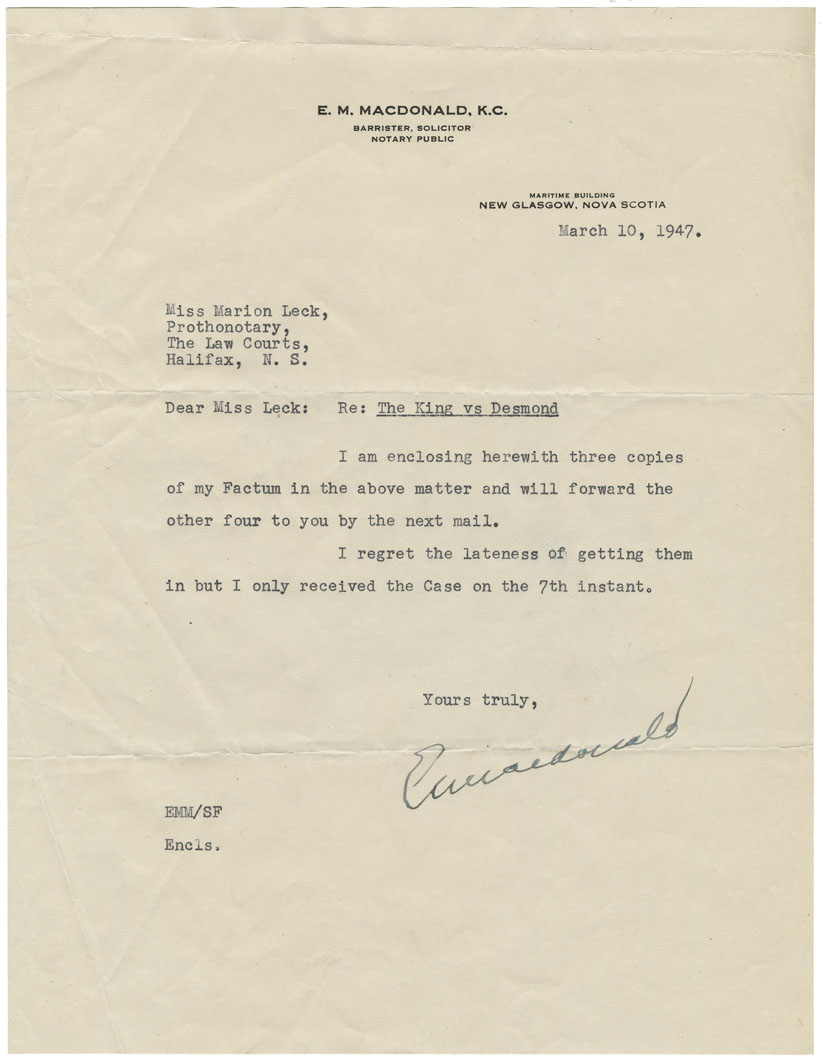 E. M. MACDONALD, K.C.
BARRISTER, SOLICITOR
NOTARY PUBLIC
MARITIME BUILDING
NEW GLASGOW, NOVA SCOTIA
March 10, 1947.
Miss Marion Leck,
Prothonotary,
The Law Courts,
Halifax, N. S.
Dear Miss Leck: Re: The King vs Desmond
I am enclosing herewith three copies
of my Factum in the above matter and will forward the
other four to you by the next mail.
I regret the lateness of getting them
in but I only received the Case on the 7th instant.
Yours truly,
EMMacdonald
EMM/SF
Encls.